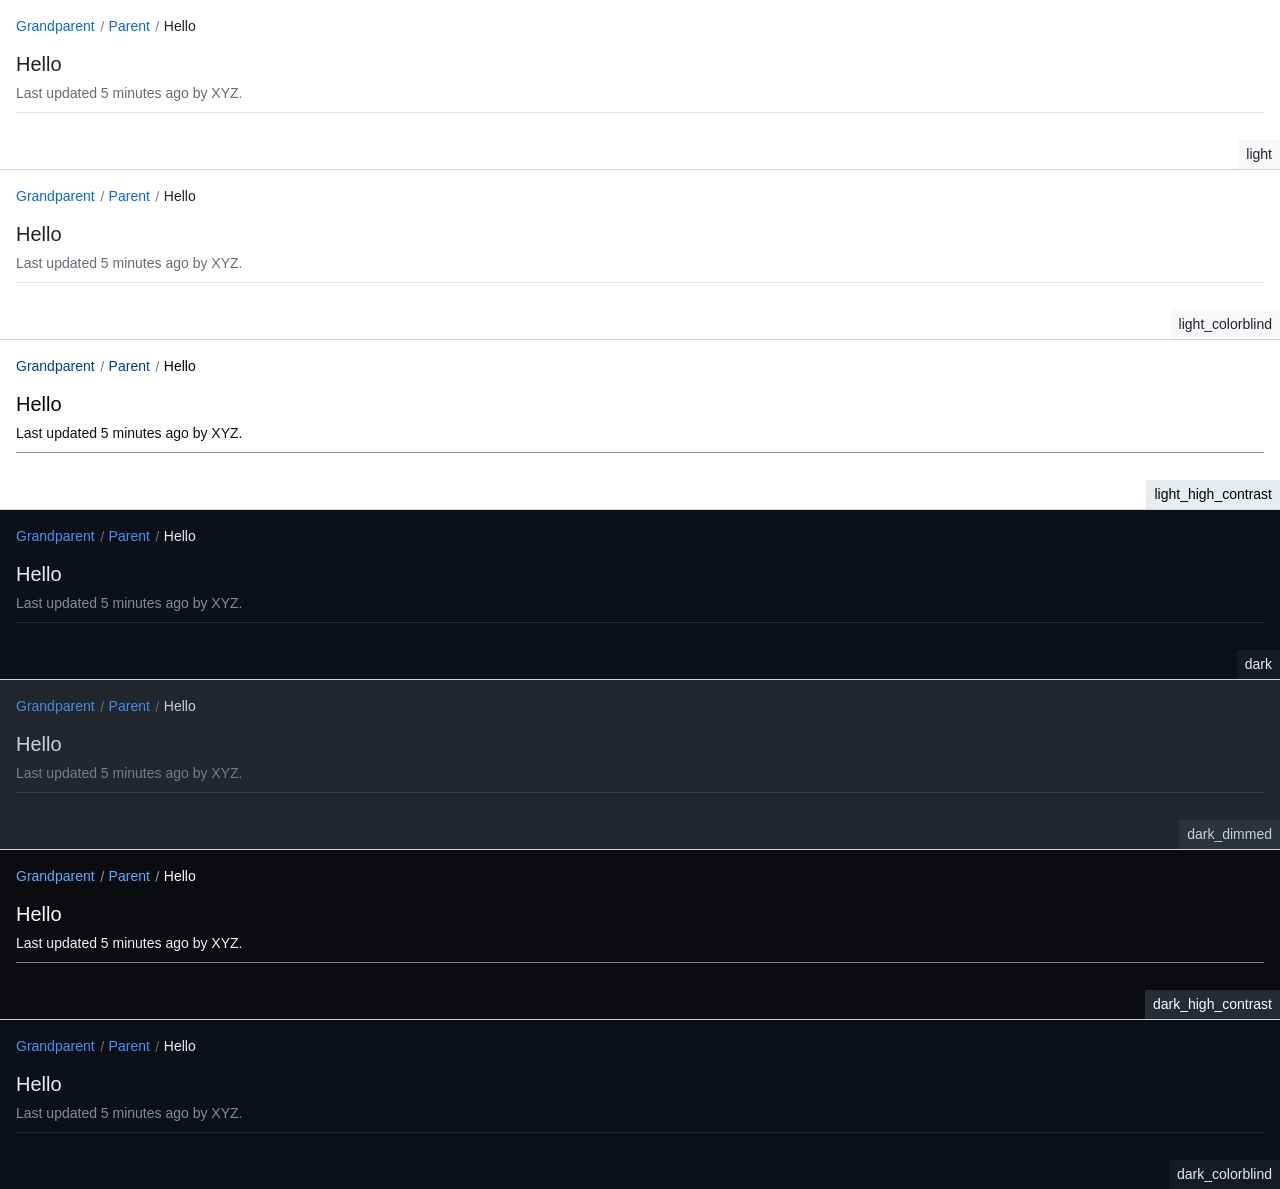 Grandparent / Parent / Hello
Hello
Last updated 5 minutes ago by XYZ.
light
Grandparent / Parent / Hello
Hello
Last updated 5 minutes ago by XYZ.
light_colorblind
Grandparent / Parent / Hello
Hello
Last updated 5 minutes ago by XYZ.
light_high_contrast
Grandparent / Parent / Hello
Hello
Last updated 5 minutes ago by XYZ.
dark
Grandparent / Parent / Hello
Hello
Last updated 5 minutes ago by XYZ.
dark_dimmed
Grandparent / Parent / Hello
Hello
Last updated 5 minutes ago by XYZ.
dark_high_contrast
Grandparent / Parent / Hello
Hello
Last updated 5 minutes ago by XYZ.
dark_colorblind